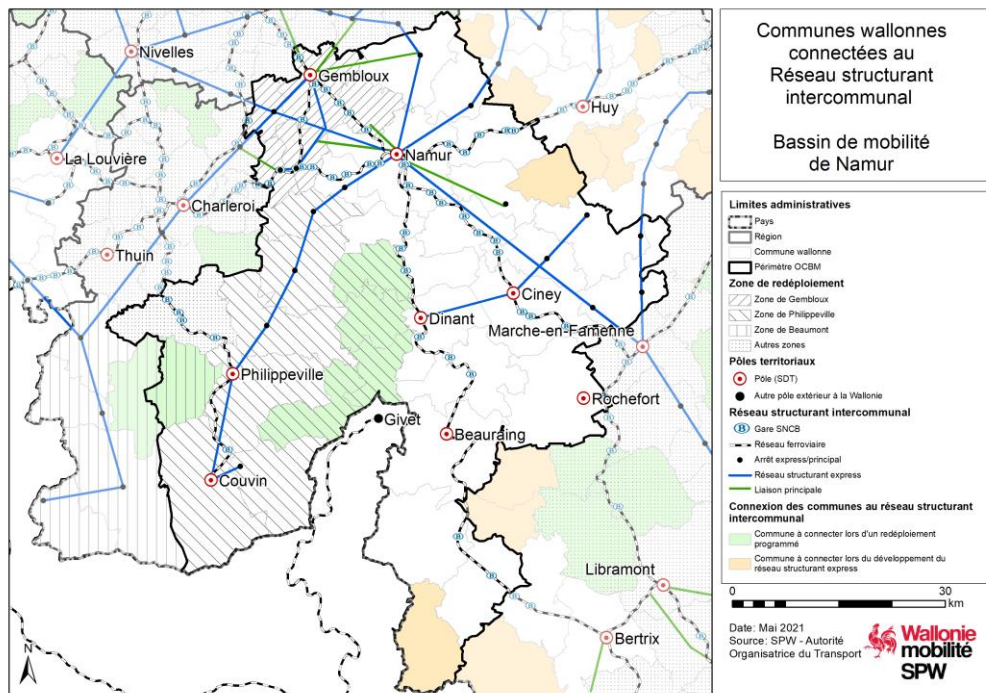 Communes wallonnes
connectées au
Réseau structurant
intercommunal
Bassin de mobilité
de Namur
Nivelles
Gembloux
Huy
La Louvière
Namur
Charleroi
Thuin
Ciney
Dinant
Marche-en-Famenne
Philippeville
Rochefort
Givet
Beauraing
Couvin
Libramont
Bertrix
N
Limites administratives
Pays
Région
Commune wallonne
Périmètre OCBM
Zone de redéploiement
Zone de Gembloux
Zone de Philippeville
Zone de Beaumont
Autres zones
Pôles territoriaux
Pôle (SDT)
Autre pôle extérieur à la Wallonie
Réseau structurant intercommunal
B Gare SNCB
Réseau ferroviaire
Arrêt express/principal
Réseau structurant express
Liaison principale
Connexion des communes au réseau structurant
intercommunal
Commune à connecter lors d'un redéploiement
programmé
Commune à connecter lors du développement du
réseau structurant express
0 30
km
Date: Mai 2021
Source: SPW - Autorité
Organisatrice du Transport
Wallonie
mobilité
SPW